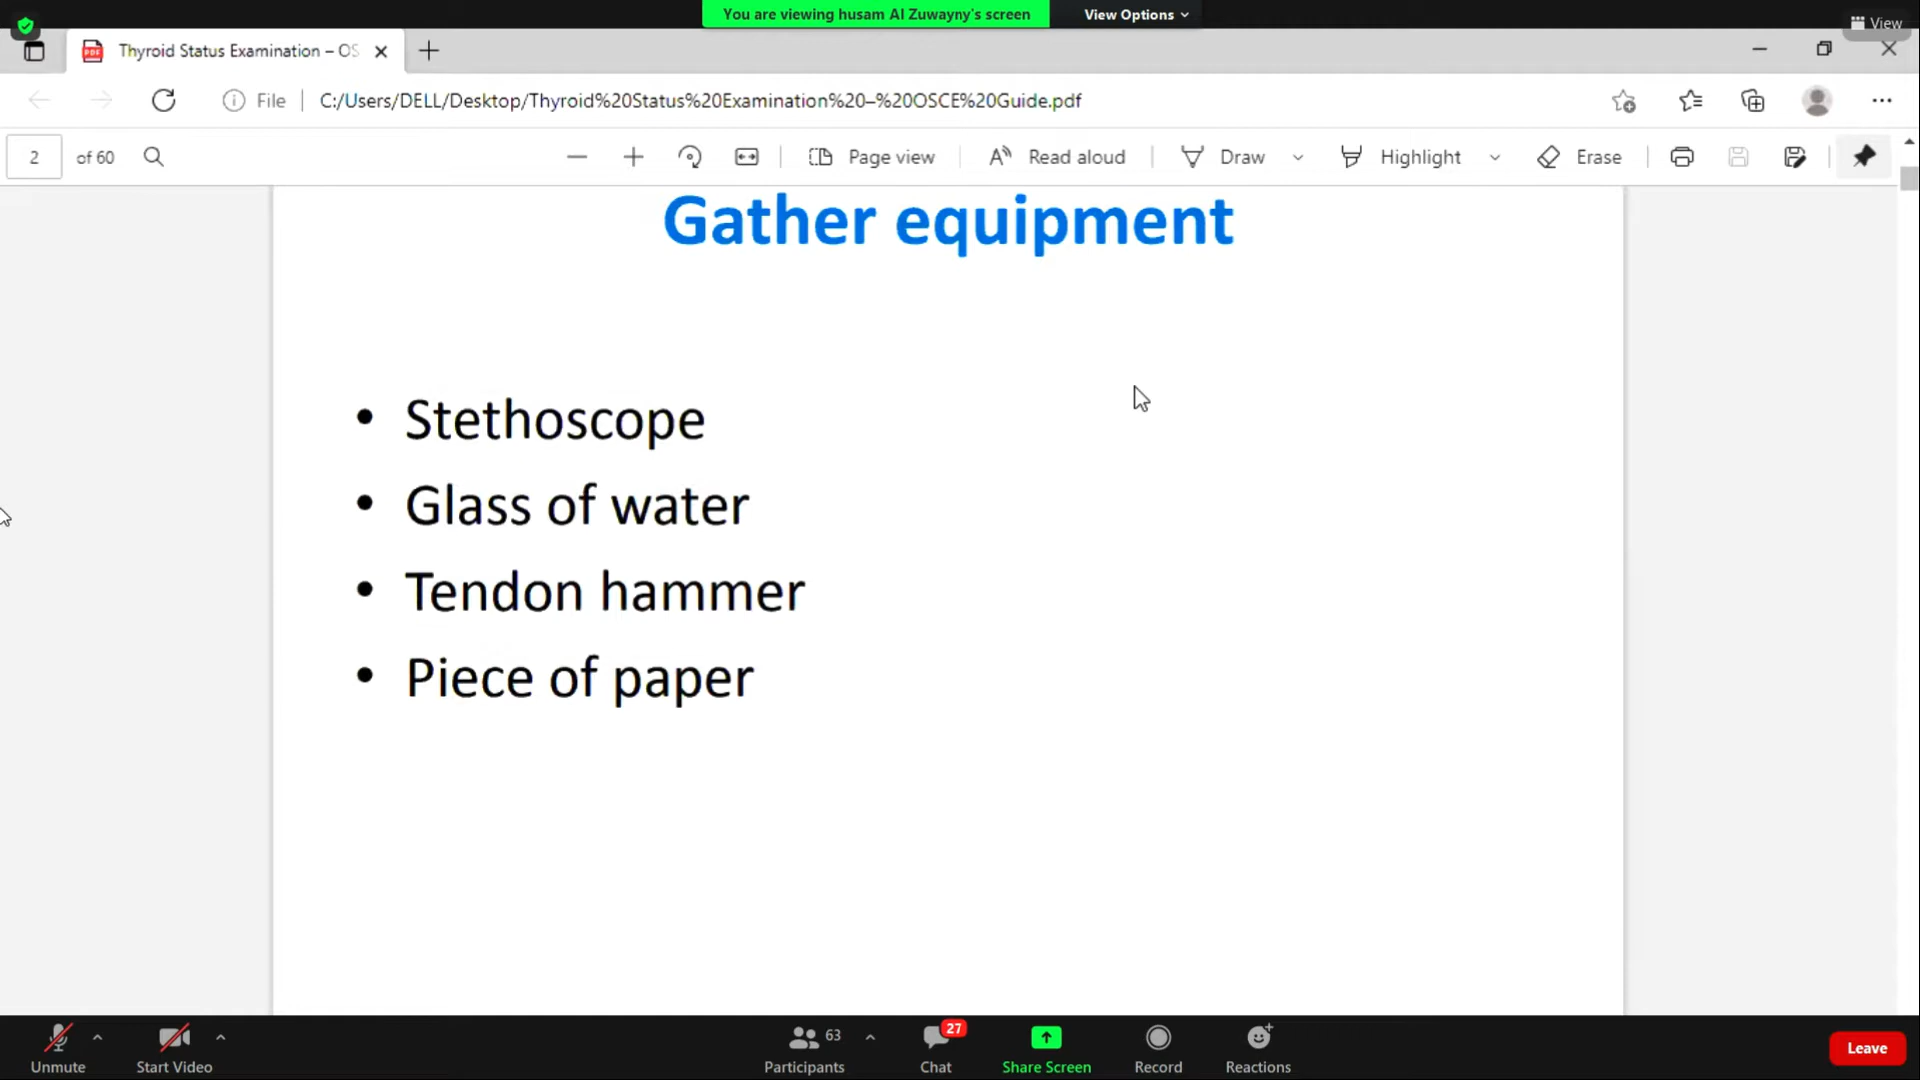 You are viewing husam Al Zuwayny's screen
View Options
View
Thyroid Status Examination – OS
File
C:/Users/DELL/Desktop/Thyroid%20Status%20Examination%20–%20OSCE%20Guide.pdf
2 of 60
Page view
Read aloud
Draw
Highlight
Erase
Gather equipment
• Stethoscope
• Glass of water
• Tendon hammer
• Piece of paper
Unmute
Start Video
63
Participants
27
Chat
Share Screen
Record
Reactions
Leave